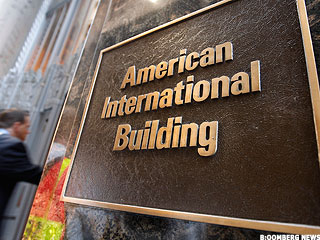 American
International
Building
BLOOMBERG NEWS